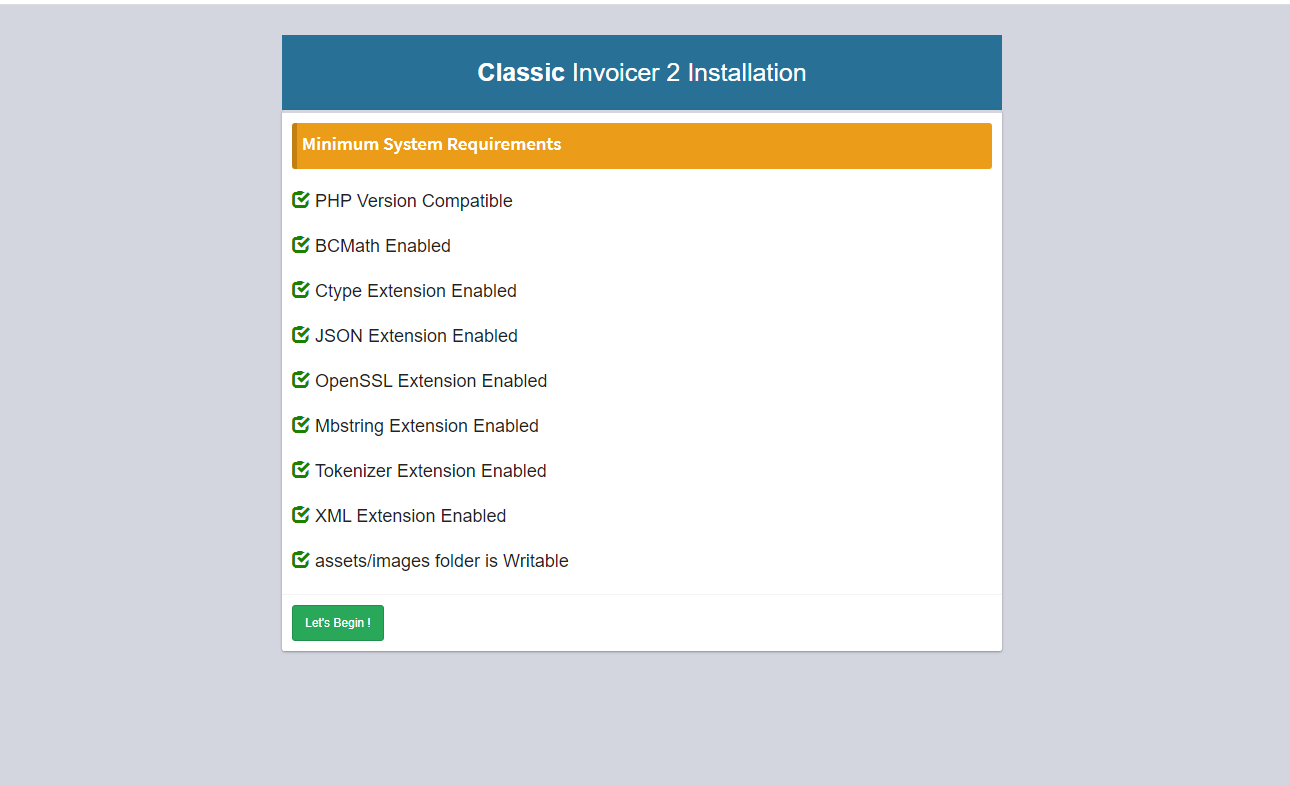 Classic Invoicer 2 Installation
Minimum System Requirements
PHP Version Compatible
BCMath Enabled
Ctype Extension Enabled
JSON Extension Enabled
OpenSSL Extension Enabled
Mbstring Extension Enabled
Tokenizer Extension Enabled
XML Extension Enabled
assets/images folder is Writable
Let's Begin !